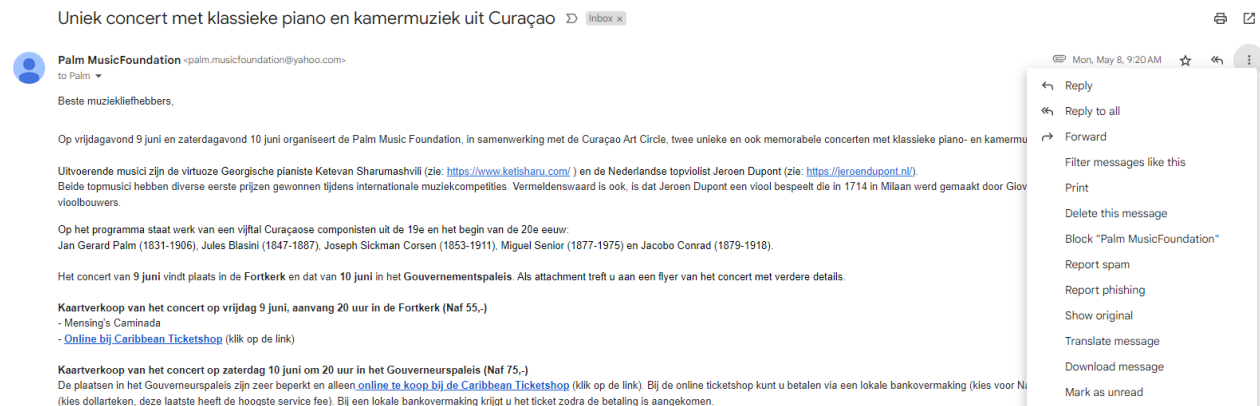 Uniek concert met klassieke piano en kamermuziek uit Curaçao Inbox ×
Palm MusicFoundation <palm.musicfoundation@yahoo.com> Mon, May 8, 9:20 AM
to Palm
Beste muziekliefhebbers,
Op vrijdagavond 9 juni en zaterdagavond 10 juni organiseert de Palm Music Foundation, in samenwerking met de Curaçao Art Circle, twee unieke en ook memorabele concerten met klassieke piano- en kamermu
Uitvoerende musici zijn de virtuoze Georgische pianiste Ketevan Sharumashvili (zie: https://www.ketisharu.com/ ) en de Nederlandse topviolist Jeroen Dupont (zie: https://jeroendupont.nl/).
Beide topmusici hebben diverse eerste prijzen gewonnen tijdens internationale muziekcompetities. Vermeldenswaard is ook, is dat Jeroen Dupont een viool bespeelt die in 1714 in Milaan werd gemaakt door Giov
vioolbouwers.
Op het programma staat werk van een vijftal Curaçaose componisten uit de 19e en het begin van de 20e eeuw:
Jan Gerard Palm (1831-1906), Jules Blasini (1847-1887), Joseph Sickman Corsen (1853-1911), Miguel Senior (1877-1975) en Jacobo Conrad (1879-1918).
Het concert van 9 juni vindt plaats in de Fortkerk en dat van 10 juni in het Gouvernementspaleis. Als attachment treft u aan een flyer van het concert met verdere details.
Kaartverkoop van het concert op vrijdag 9 juni, aanvang 20 uur in de Fortkerk (Naf 55,-)
- Mensing's Caminada
- Online bij Caribbean Ticketshop (klik op de link)
Kaartverkoop van het concert op zaterdag 10 juni om 20 uur in het Gouverneurspaleis (Naf 75,-)
De plaatsen in het Gouverneurspaleis zijn zeer beperkt en alleen online te koop bij de Caribbean Ticketshop (klik op de link). Bij de online ticketshop kunt u betalen via een lokale bankovermaking (kies voor Na
(kies dollarteken, deze laatste heeft de hoogste service fee). Bij een lokale bankovermaking krijgt u het ticket zodra de betaling is aangekomen.
Reply
Reply to all
Forward
Filter messages like this
Print
Delete this message
Block "Palm MusicFoundation"
Report spam
Report phishing
Show original
Translate message
Download message
Mark as unread